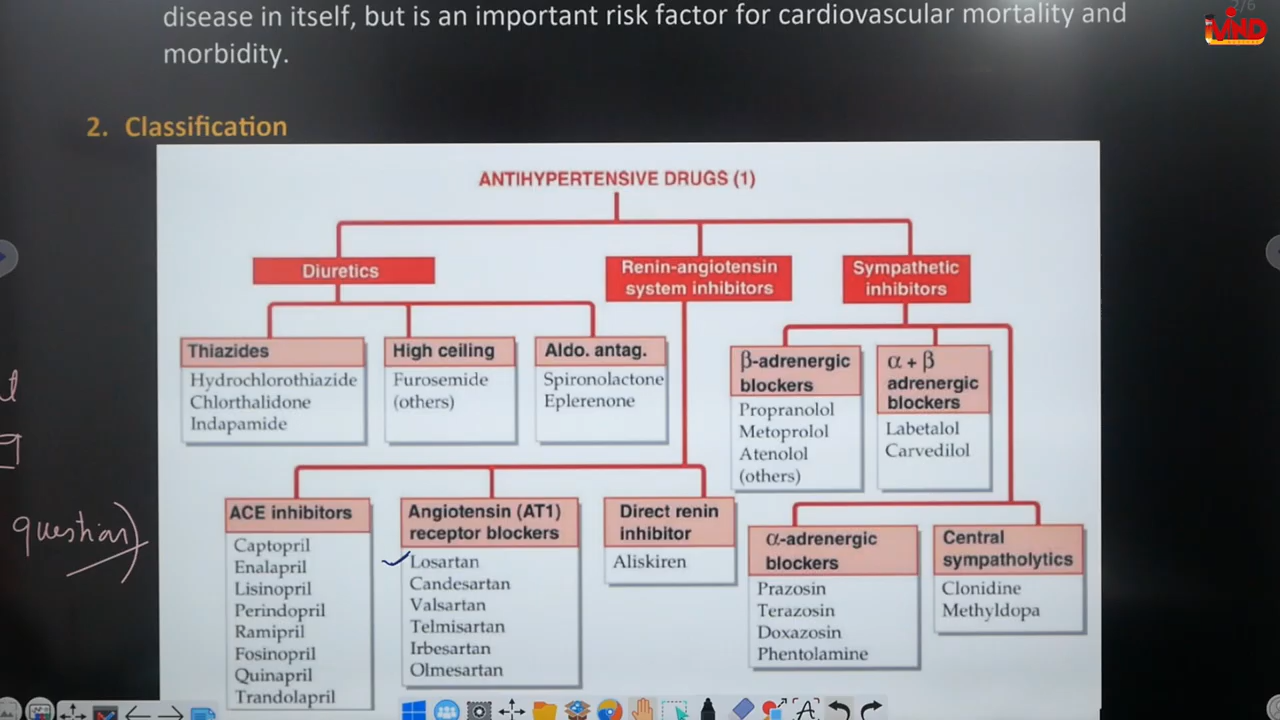 disease in itself, but is an important risk factor for cardiovascular mortality and
morbidity.
2/6
2. Classification
ANTIHYPERTENSIVE DRUGS (1)
Diuretics
Renin-angiotensin
system inhibitors
Sympathetic
inhibitors
Thiazides
Hydrochlorothiazide
Chlorthalidone
Indapamide
High ceiling
Furosemide
(others)
Aldo. antag.
Spironolactone
Eplerenone
β-adrenergic
blockers
Propranolol
Metoprolol
Atenolol
(others)
α + β
adrenergic
blockers
Labetalol
Carvedilol
question)
ACE inhibitors
Captopril
Enalapril
Lisinopril
Perindopril
Ramipril
Fosinopril
Quinapril
Trandolapril
Angiotensin (AT1)
receptor blockers
Losartan
Candesartan
Valsartan
Telmisartan
Irbesartan
Olmesartan
Direct renin
inhibitor
Aliskiren
α-adrenergic
blockers
Prazosin
Terazosin
Doxazosin
Phentolamine
Central
sympatholytics
Clonidine
Methyldopa